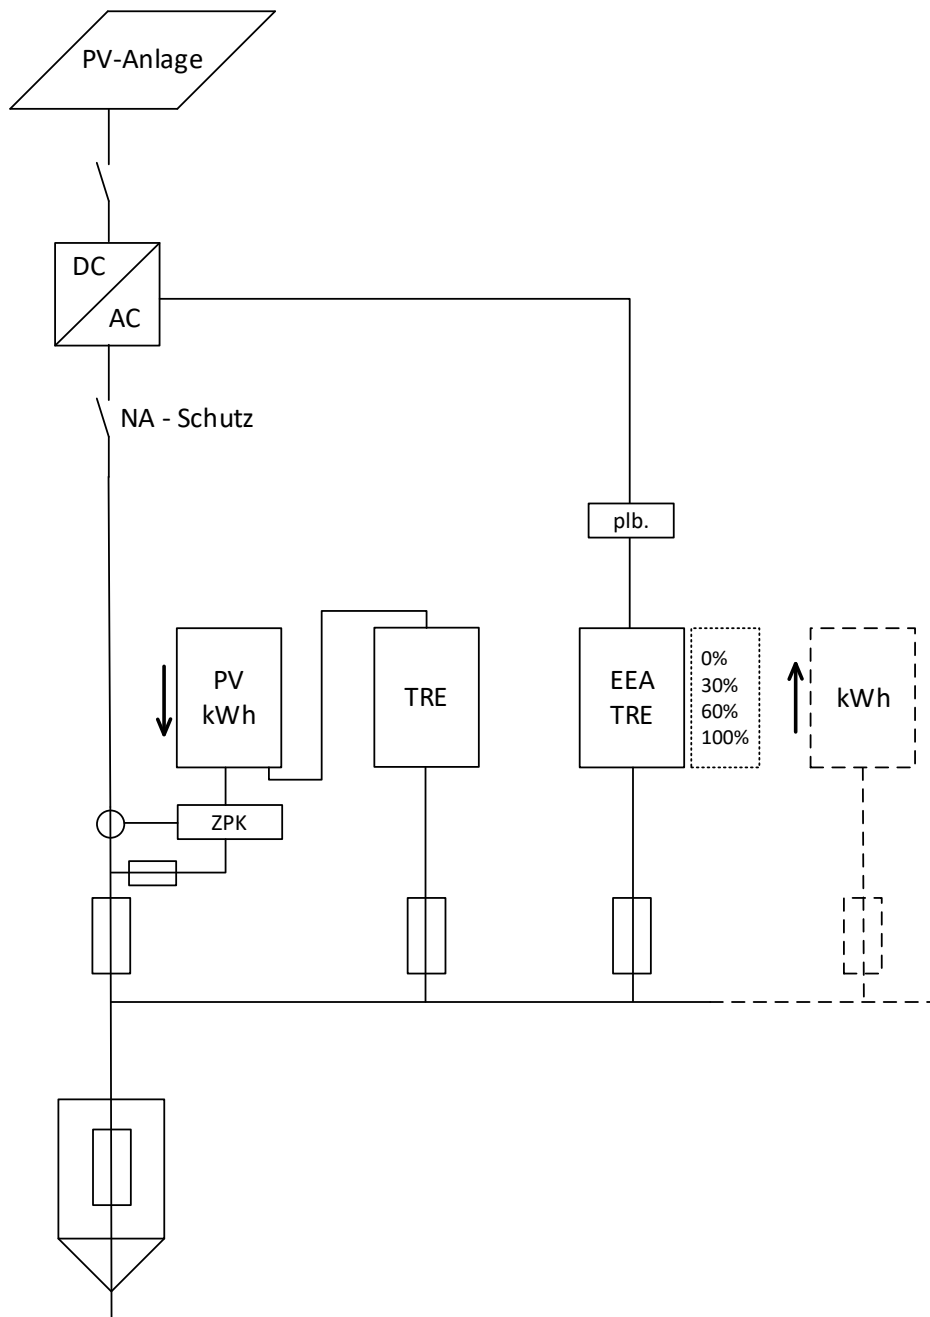 PV-Anlage
DC
AC
NA - Schutz
plb.
PV
kWh
TRE
EEA
TRE
0%
30%
60%
100%
kWh
ZPK